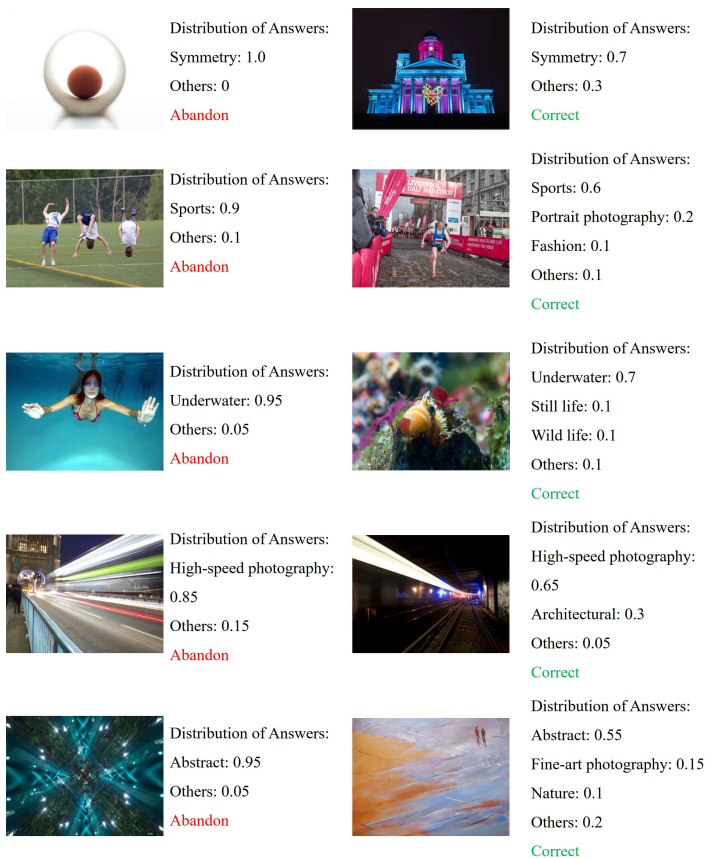 Distribution of Answers:
Symmetry: 1.0
Others: 0
Abandon
Distribution of Answers:
Symmetry: 0.7
Others: 0.3
Correct
Distribution of Answers:
Sports: 0.9
Others: 0.1
Abandon
LIVERPOOL
HALF MARATHON
Distribution of Answers:
Sports: 0.6
Portrait photography: 0.2
Fashion: 0.1
Others: 0.1
Correct
Distribution of Answers:
Underwater: 0.95
Others: 0.05
Abandon
Distribution of Answers:
Underwater: 0.7
Still life: 0.1
Wild life: 0.1
Others: 0.1
Correct
Distribution of Answers:
High-speed photography:
0.85
Others: 0.15
Abandon
Distribution of Answers:
High-speed photography:
0.65
Architectural: 0.3
Others: 0.05
Correct
Distribution of Answers:
Abstract: 0.95
Others: 0.05
Abandon
Distribution of Answers:
Abstract: 0.55
Fine-art photography: 0.15
Nature: 0.1
Others: 0.2
Correct